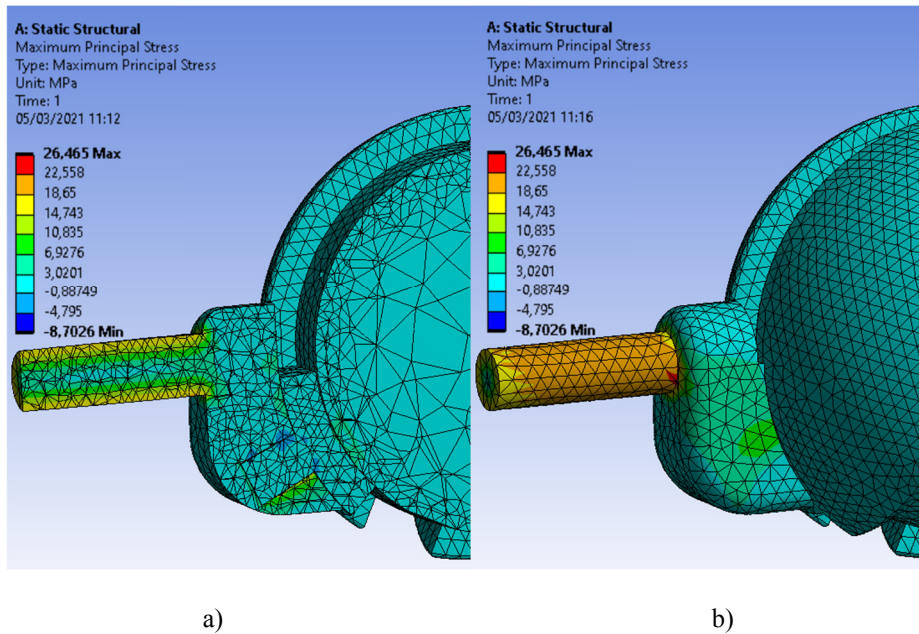 A: Static Structural
Maximum Principal Stress
Type: Maximum Principal Stress
Unit: MPa
Time: 1
05/03/2021 11:12
26,465 Max
22,558
18,65
14,743
10,835
6,9276
3,0201
-0,88749
-4,795
-8,7026 Min
A: Static Structural
Maximum Principal Stress
Type: Maximum Principal Stress
Unit: MPa
Time: 1
05/03/2021 11:16
26,465 Max
22,558
18,65
14,743
10,835
6,9276
3,0201
-0,88749
-4,795
-8,7026 Min
a)
b)